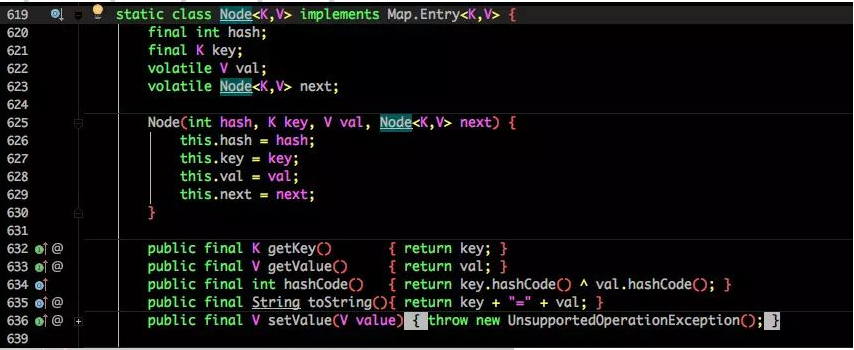 619 static class Node<K,V> implements Map.Entry<K,V> {
620 final int hash;
621 final K key;
622 volatile V val;
623 volatile Node<K,V> next;
624
625 Node(int hash, K key, V val, Node<K,V> next) {
626 this.hash = hash;
627 this.key = key;
628 this.val = val;
629 this.next = next;
630 }
631
632 @ public final K getKey() { return key; }
633 @ public final V getValue() { return val; }
634 public final int hashCode() { return key.hashCode() ^ val.hashCode(); }
635 @ public final String toString(){ return key + "=" + val; }
636 @ public final V setValue(V value) { throw new UnsupportedOperationException(); }
639